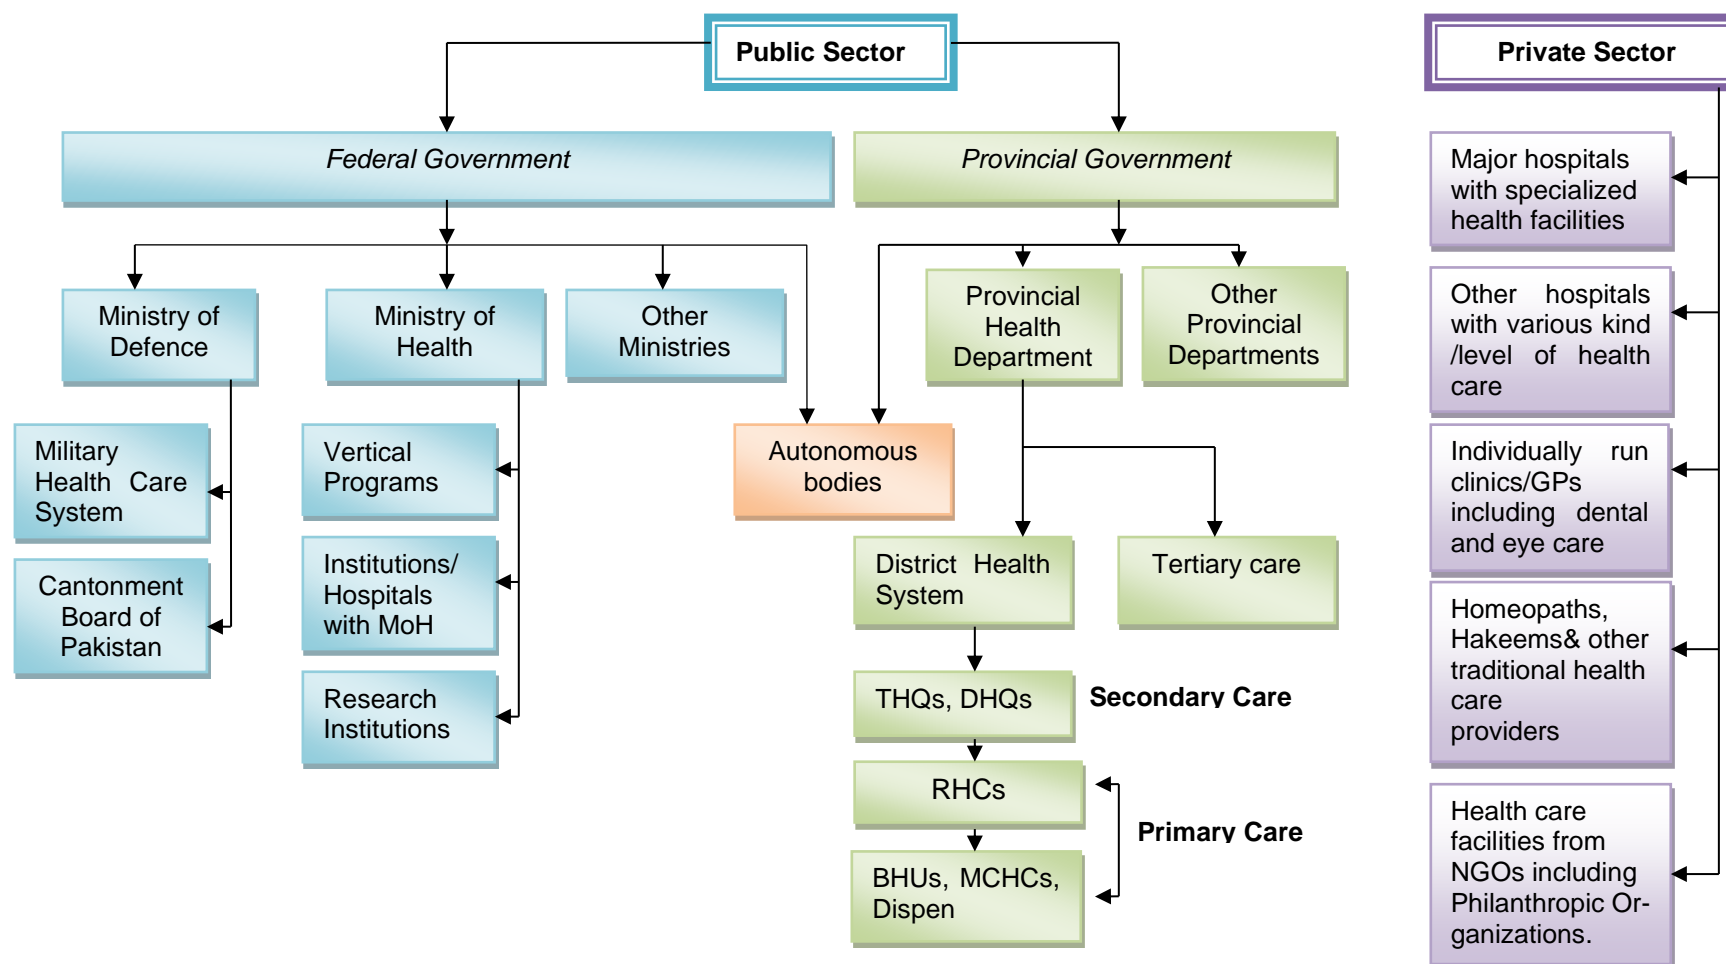 Public Sector
Private Sector
Federal Government
Provincial Government
Ministry of
Defence
Ministry of
Health
Other
Ministries
Provincial
Health
Department
Other
Provincial
Departments
Military
Health Care
System
Cantonment
Board of
Pakistan
Vertical
Programs
Institutions/
Hospitals
with MoH
Research
Institutions
Autonomous
bodies
District Health
System
Tertiary care
THQs, DHQs
Secondary Care
RHCs
Primary Care
BHUs, MCHCs,
Dispen
Major hospitals
with specialized
health facilities
Other hospitals
with various kind
/level of health
care
Individually run
clinics/GPs
including dental
and eye care
Homeopaths,
Hakeems& other
traditional health
care
providers
Health care
facilities from
NGOs including
Philanthropic Or-
ganizations.